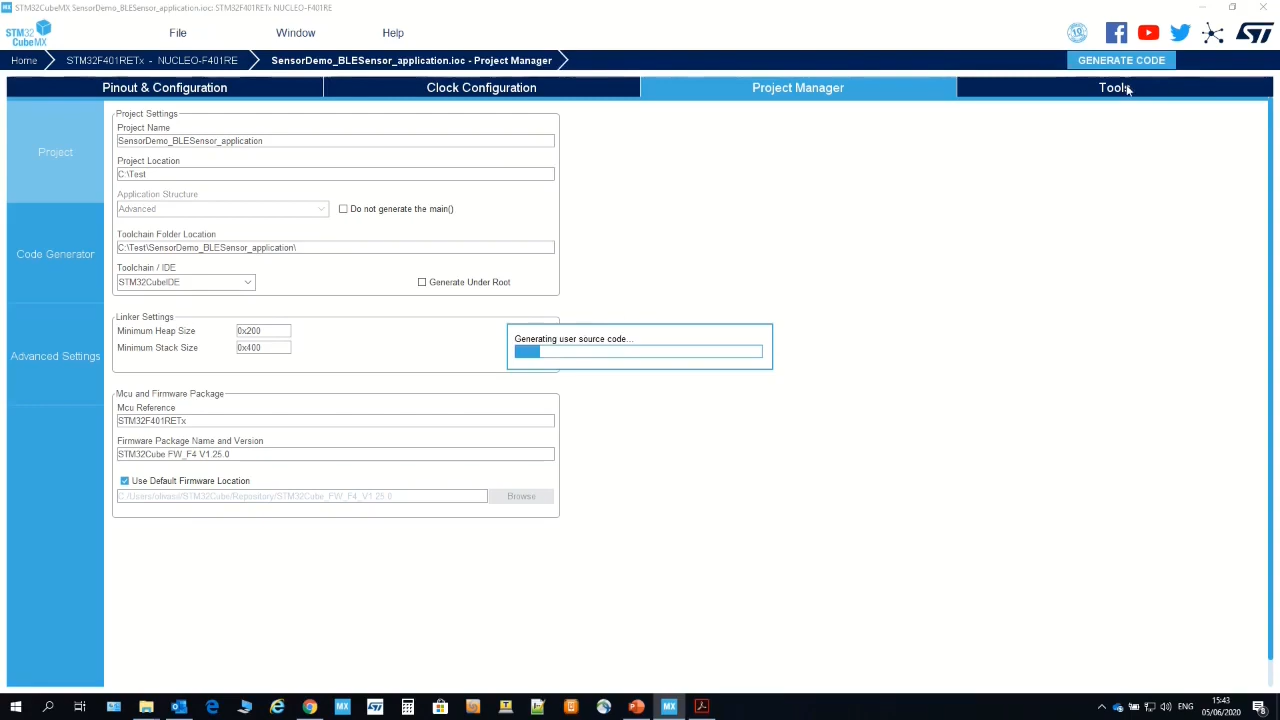 STM32CubeMX SensorDemo_BLESensor_application.ioc: STM32F401RETx NUCLEO-F401RE
STM32 CubeMX
File
Window
Help
Home
STM32F401RETx - NUCLEO-F401RE
SensorDemo_BLESensor_application.ioc - Project Manager
GENERATE CODE
Pinout & Configuration
Clock Configuration
Project Manager
Tools
Project
Code Generator
Advanced Settings
Project Settings
Project Name
SensorDemo_BLESensor_application
Project Location
C:\Test
Application Structure
Advanced
Do not generate the main()
Toolchain Folder Location
C:\Test\SensorDemo_BLESensor_application\
Toolchain / IDE
STM32CubeIDE
Generate Under Root
Linker Settings
Minimum Heap Size
0x200
Minimum Stack Size
0x400
Generating user source code...
Mcu and Firmware Package
Mcu Reference
STM32F401RETx
Firmware Package Name and Version
STM32Cube FW_F4 V1.25.0
Use Default Firmware Location
Browse
ENG
15:43
05/06/2020